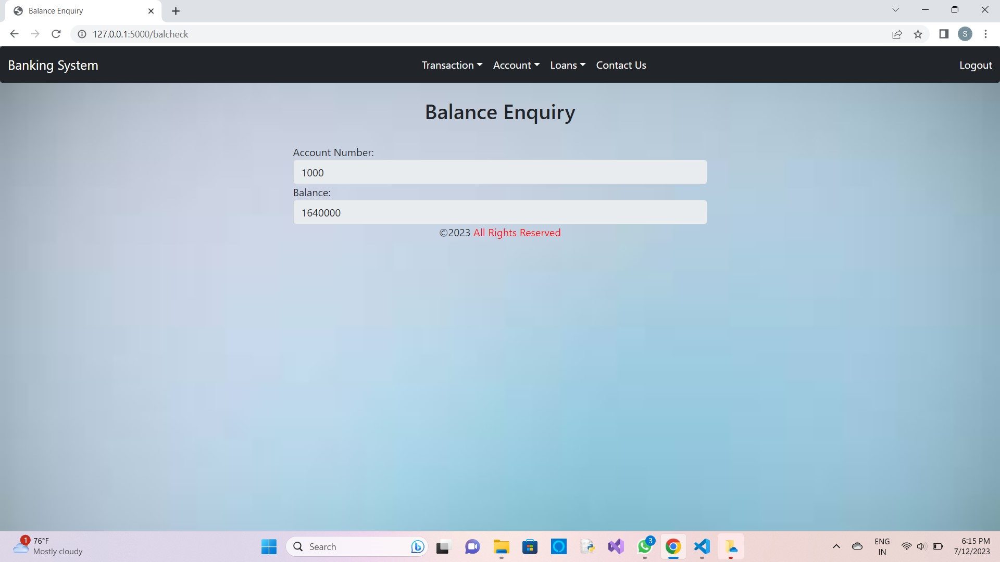 Balance Enquiry
127.0.0.1:5000/balcheck
S
Banking System
Transaction Account Loans Contact Us
Logout
Balance Enquiry
Account Number:
1000
Balance:
1640000
©2023 All Rights Reserved
1
76°F
Mostly cloudy
Search
3
ENG
IN
6:15 PM
7/12/2023